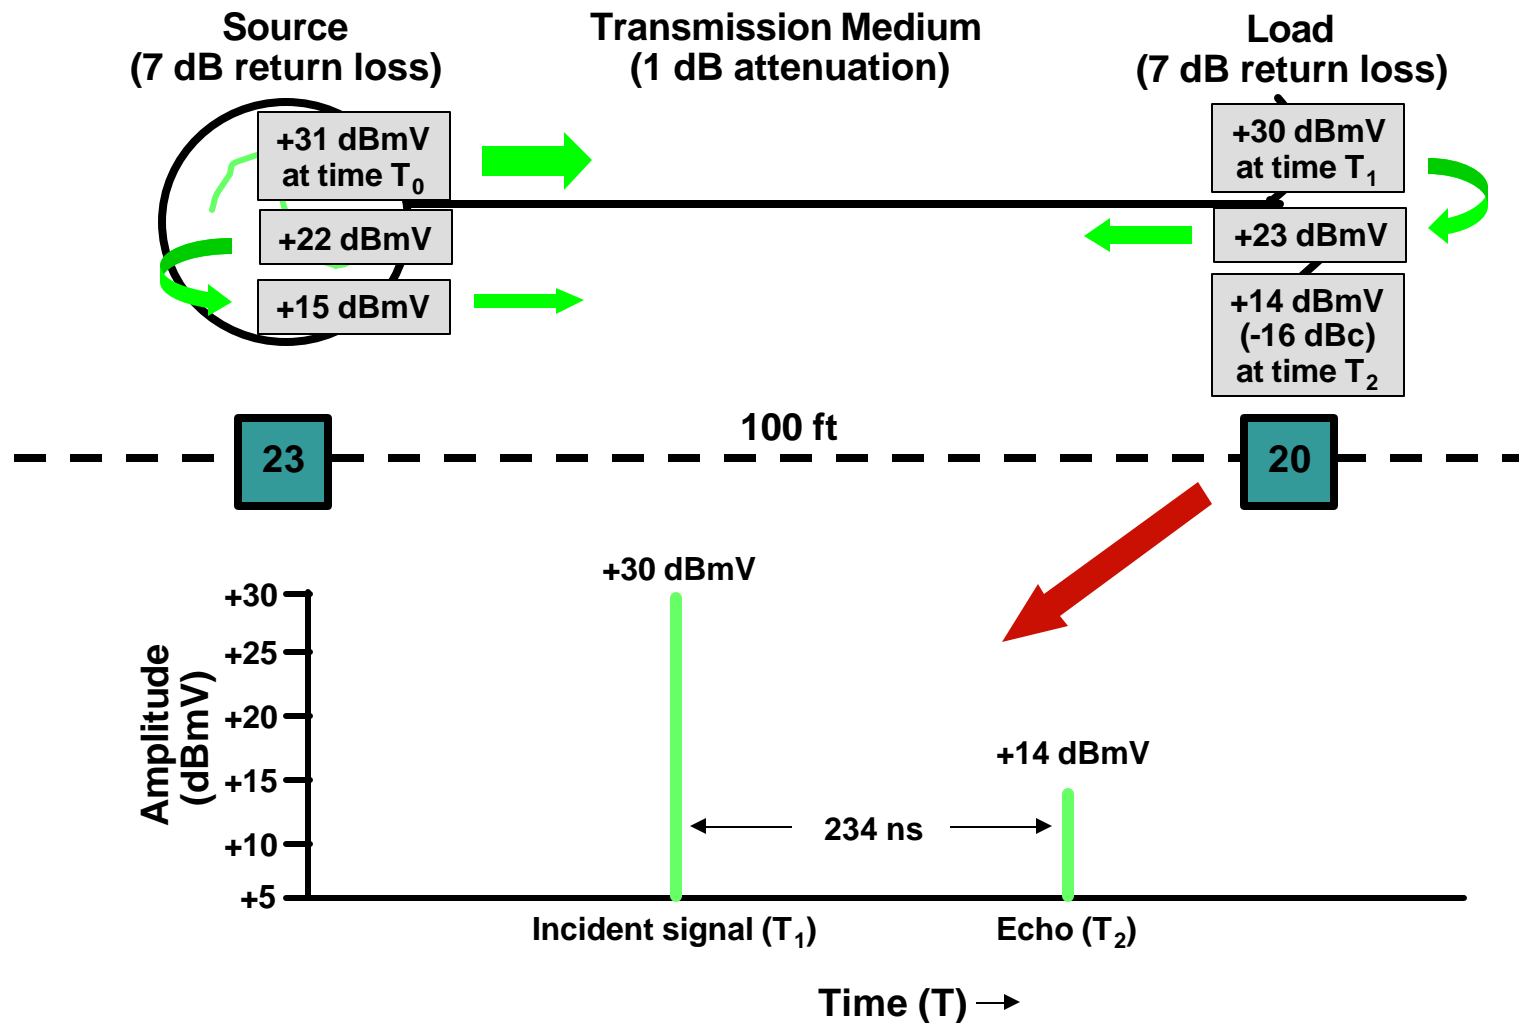 Source
(7 dB return loss)
Transmission Medium
(1 dB attenuation)
Load
(7 dB return loss)
+31 dBmV
at time T0
+22 dBmV
+15 dBmV
+30 dBmV
at time T1
+23 dBmV
+14 dBmV
(-16 dBc)
at time T2
100 ft
23
20
+30 dBmV
+14 dBmV
234 ns
Amplitude
(dBmV)
+30
+25
+20
+15
+10
+5
Incident signal (T1)
Echo (T2)
Time (T)